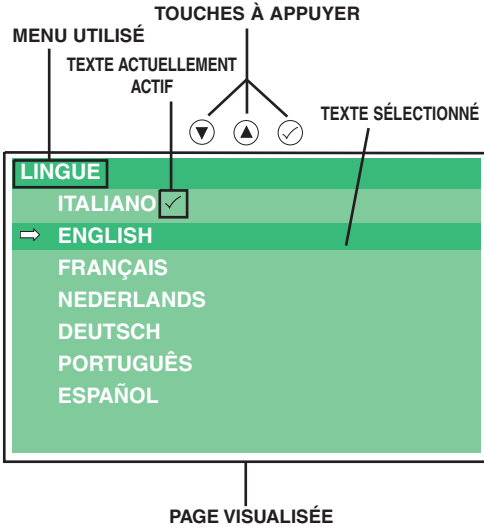 TOUCHES À APPUYER
MENU UTILISÉ
TEXTE ACTUELLEMENT
ACTIF
TEXTE SÉLECTIONNÉ
LINGUE
ITALIANO
ENGLISH
FRANÇAIS
NEDERLANDS
DEUTSCH
PORTUGUÊS
ESPAÑOL
PAGE VISUALISÉE